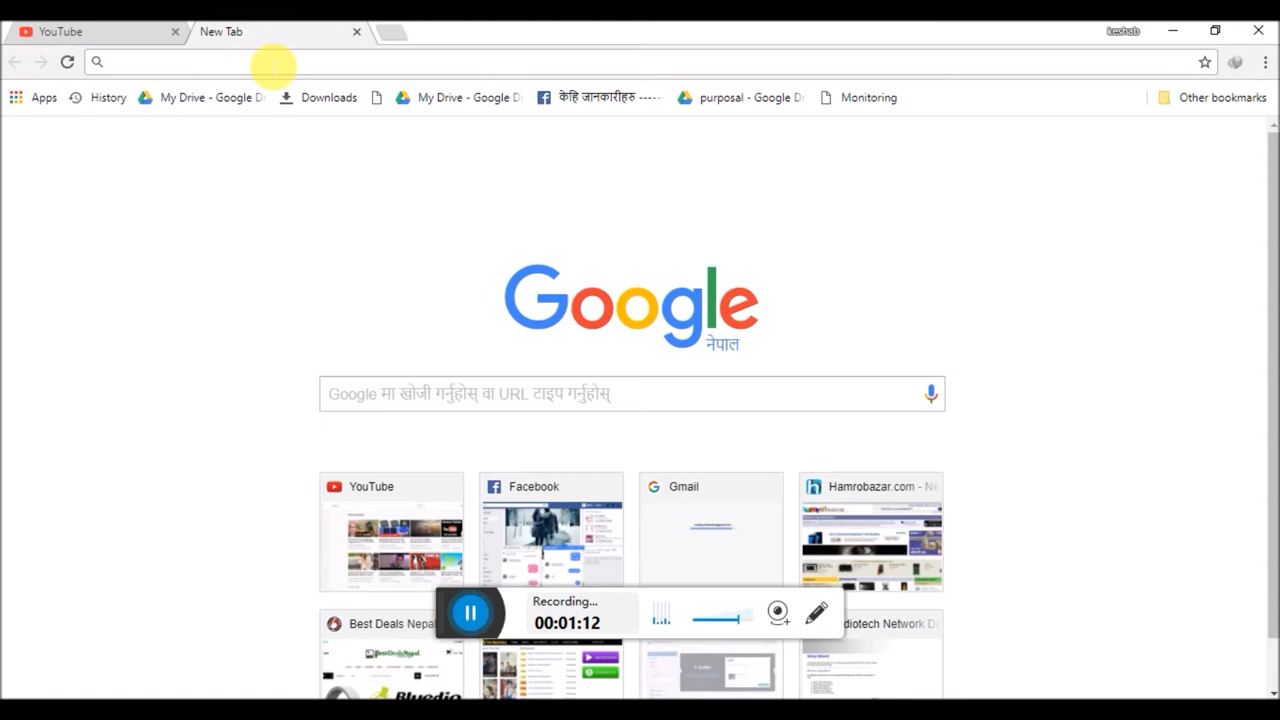 YouTube
New Tab
keshab
Apps
History
My Drive - Google D
Downloads
My Drive - Google D
केहि जानकारीहरु ------
purposal - Google D
Monitoring
Other bookmarks
Google
नेपाल
Google मा खोजी गर्नुहोस् वा URL टाइप गर्नुहोस्
YouTube
Facebook
Gmail
Hamrobazar.com - Ne
Recording...
00:01:12
Best Deals Nepal
diotech Network D
BestDealsNepal
Bluedio